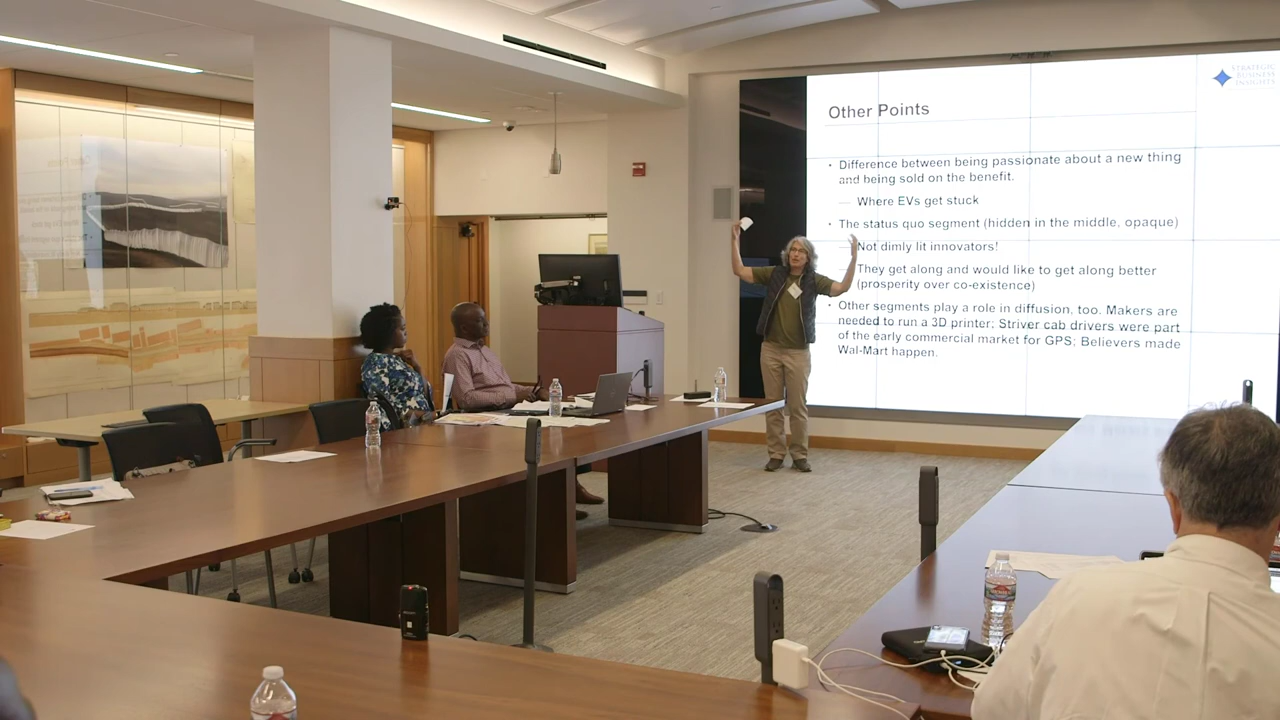 STRATEGIC
BUSINESS
INSIGHTS
Other Points
• Difference between being passionate about a new thing
and being sold on the benefit.
— Where EVs get stuck
• The status quo segment (hidden in the middle, opaque)
Not dimly lit innovators!
They get along and would like to get along better
(prosperity over co-existence)
• Other segments play a role in diffusion, too. Makers are
needed to run a 3D printer; Striver cab drivers were part
of the early commercial market for GPS; Believers made
Wal-Mart happen.